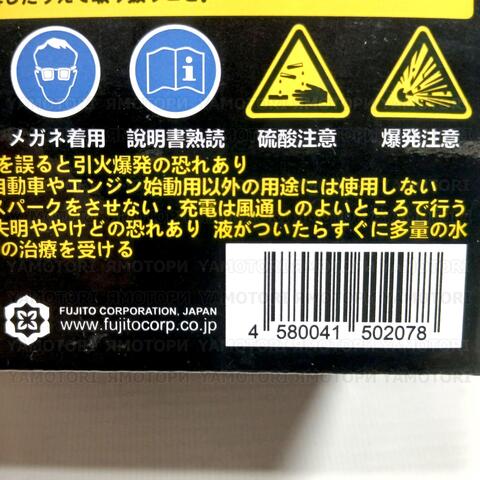 メガネ着用
説明書熟読
硫酸注意
爆発注意
を誤ると引火爆発の恐れあり
自動車やエンジン始動用以外の用途には使用しない
スパークをさせない・充電は風通しのよいところで行う
失明ややけどの恐れあり 液がついたらすぐに多量の水
の治療を受ける
FUJITO CORPORATION, JAPAN
www.fujitocorp.co.jp
4 580041 502078
YAMOTORI ЯМОТОРИ YAMOTORI